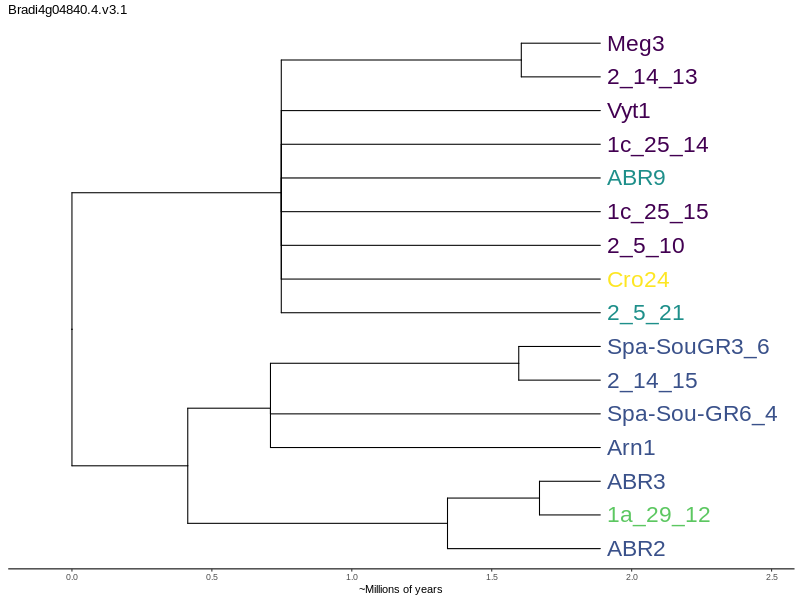 Bradi4g04840.4.v3.1
Meg3
2_14_13
Vyt1
1c_25_14
ABR9
1c_25_15
2_5_10
Cro24
2_5_21
Spa-SouGR3_6
2_14_15
Spa-Sou-GR6_4
Arn1
ABR3
1a_29_12
ABR2
0.0 0.5 1.0 1.5 2.0 2.5
~Millions of years